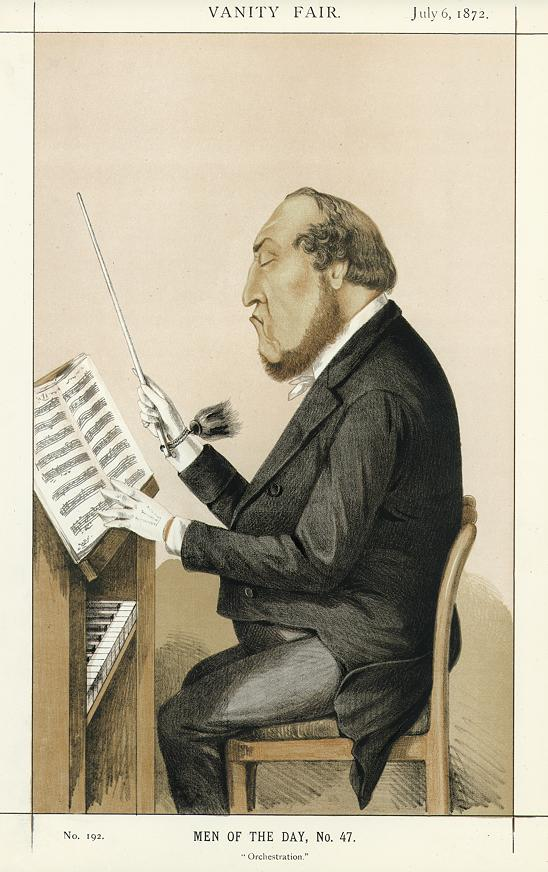 VANITY FAIR.
July 6, 1872.
No. 192.
MEN OF THE DAY, No. 47.
"Orchestration."